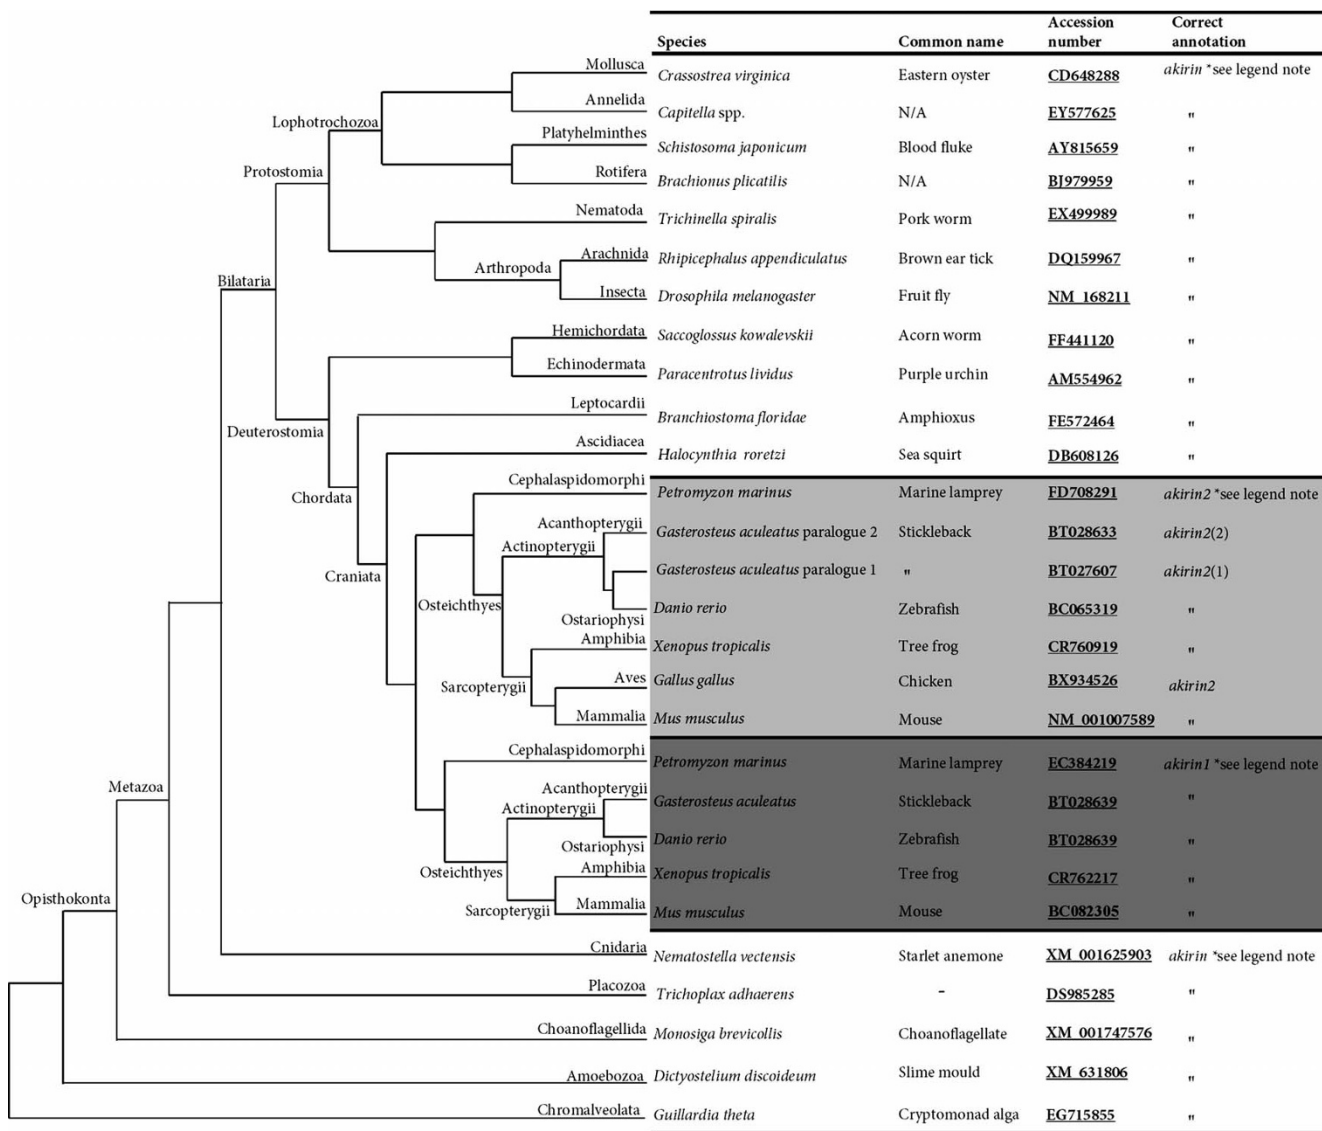 Species Common name Accession number Correct annotation
Mollusca Crassostrea virginica Eastern oyster CD648288 akirin *see legend note
Annelida Capitella spp. N/A EY577625 "
Lophotrochozoa
Platyhelminthes Schistosoma japonicum Blood fluke AY815659 "
Protostomia
Rotifera Brachionus plicatilis N/A BJ979959 "
Nematoda Trichinella spiralis Pork worm EX499989 "
Arachnida Rhipicephalus appendiculatus Brown ear tick DQ159967 "
Arthropoda
Bilataria
Insecta Drosophila melanogaster Fruit fly NM_168211 "
Hemichordata Saccoglossus kowalevskii Acorn worm FF441120 "
Echinodermata Paracentrotus lividus Purple urchin AM554962 "
Leptocardii Branchiostoma floridae Amphioxus FE572464 "
Deuterostomia
Ascidiacea Halocynthia roretzi Sea squirt DB608126 "
Cephalaspidomorphi Petromyzon marinus Marine lamprey FD708291 akirin2 *see legend note
Chordata
Acanthopterygii Gasterosteus aculeatus paralogue 2 Stickleback BT028633 akirin2(2)
Actinopterygii
Craniata Gasterosteus aculeatus paralogue 1 " BT027607 akirin2(1)
Osteichthyes Danio rerio Zebrafish BC065319 "
Ostariophysi
Amphibia Xenopus tropicalis Tree frog CR760919 "
Aves Gallus gallus Chicken BX934526 akirin2
Sarcopterygii
Mammalia Mus musculus Mouse NM_001007589 "
Cephalaspidomorphi Petromyzon marinus Marine lamprey EC384219 akirin1 *see legend note
Metazoa
Acanthopterygii Gasterosteus aculeatus Stickleback BT028639 "
Actinopterygii
Danio rerio Zebrafish BT028639 "
Ostariophysi
Osteichthyes Amphibia Xenopus tropicalis Tree frog CR762217 "
Opisthokonta
Sarcopterygii Mammalia Mus musculus Mouse BC082305 "
Cnidaria Nematostella vectensis Starlet anemone XM_001625903 akirin *see legend note
Placozoa Trichoplax adhaerens - DS985285 "
Choanoflagellida Monosiga brevicollis Choanoflagellate XM_001747576 "
Amoebozoa Dictyostelium discoideum Slime mould XM_631806 "
Chromalveolata Guillardia theta Cryptomonad alga EG715855 "